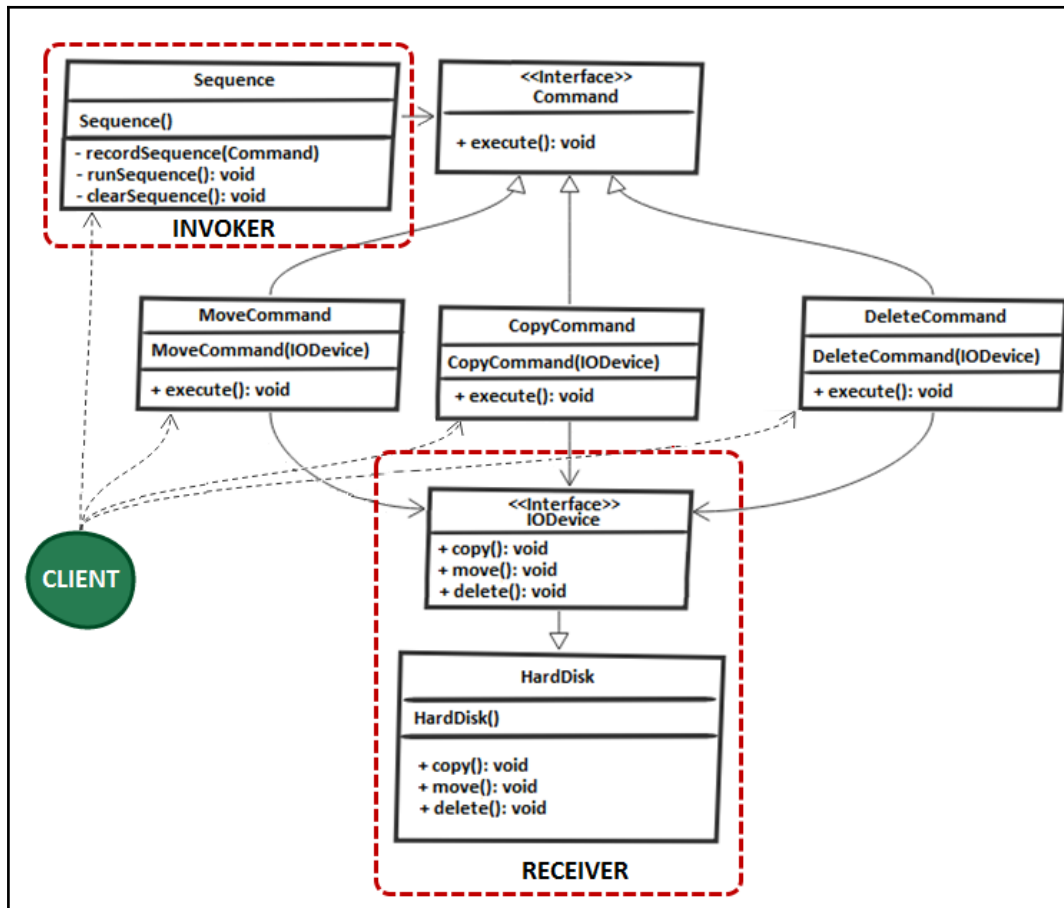 Sequence
Sequence()
- recordSequence(Command)
- runSequence(): void
- clearSequence(): void
INVOKER
<<Interface>>
Command
+ execute(): void
MoveCommand
MoveCommand(IODevice)
+ execute(): void
CopyCommand
CopyCommand(IODevice)
+ execute(): void
DeleteCommand
DeleteCommand(IODevice)
+ execute(): void
CLIENT
<<Interface>>
IODevice
+ copy(): void
+ move(): void
+ delete(): void
HardDisk
HardDisk()
+ copy(): void
+ move(): void
+ delete(): void
RECEIVER